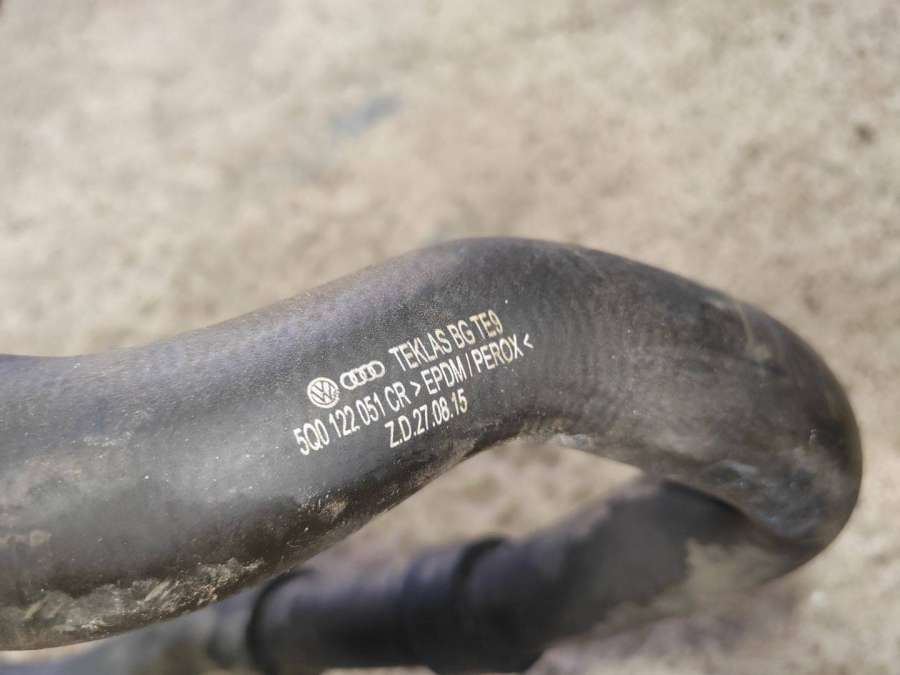 TEKLAS BG TE9
5Q0 122 051 CR >EPDM / PEROX<
Z.D.27.08.15